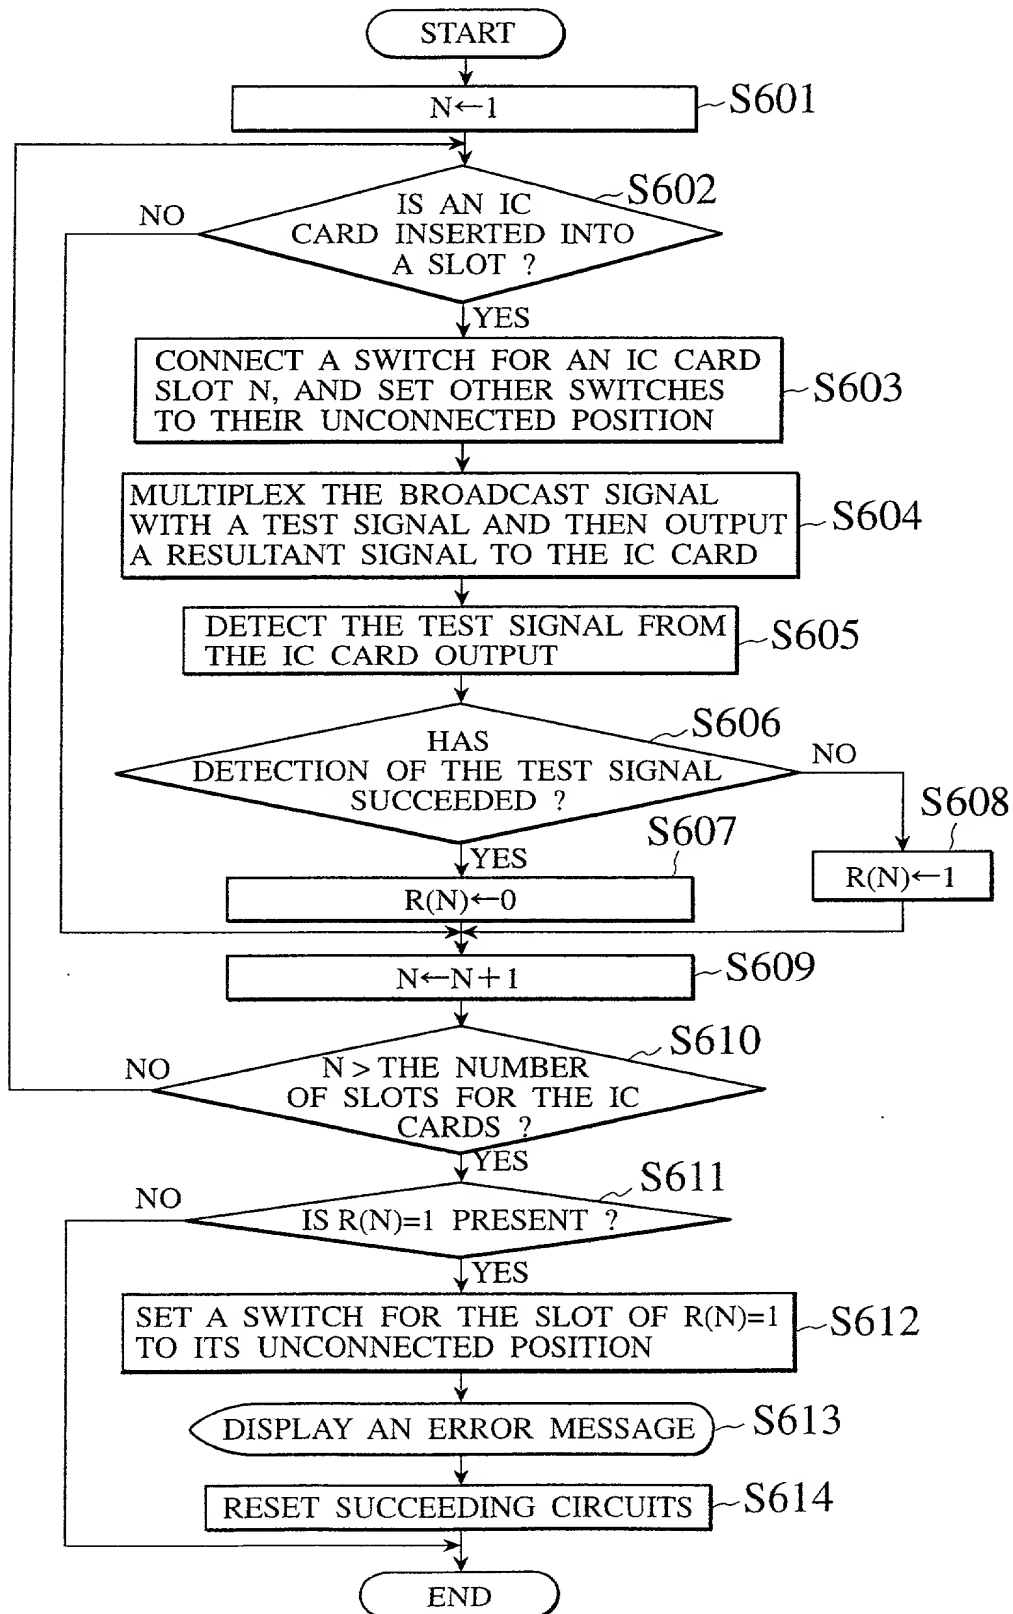 START
N←1
S601
S602
NO
IS AN IC
CARD INSERTED INTO
A SLOT ?
YES
CONNECT A SWITCH FOR AN IC CARD
SLOT N, AND SET OTHER SWITCHES
TO THEIR UNCONNECTED POSITION
S603
MULTIPLEX THE BROADCAST SIGNAL
WITH A TEST SIGNAL AND THEN OUTPUT
A RESULTANT SIGNAL TO THE IC CARD
S604
DETECT THE TEST SIGNAL FROM
THE IC CARD OUTPUT
S605
S606
HAS
DETECTION OF THE TEST SIGNAL
SUCCEEDED ?
NO
S608
S607
YES
R(N)←0
R(N)←1
N←N+1
S609
S610
NO
N > THE NUMBER
OF SLOTS FOR THE IC
CARDS ?
YES
S611
NO
IS R(N)=1 PRESENT ?
YES
SET A SWITCH FOR THE SLOT OF R(N)=1
TO ITS UNCONNECTED POSITION
S612
DISPLAY AN ERROR MESSAGE
S613
RESET SUCCEEDING CIRCUITS
S614
END